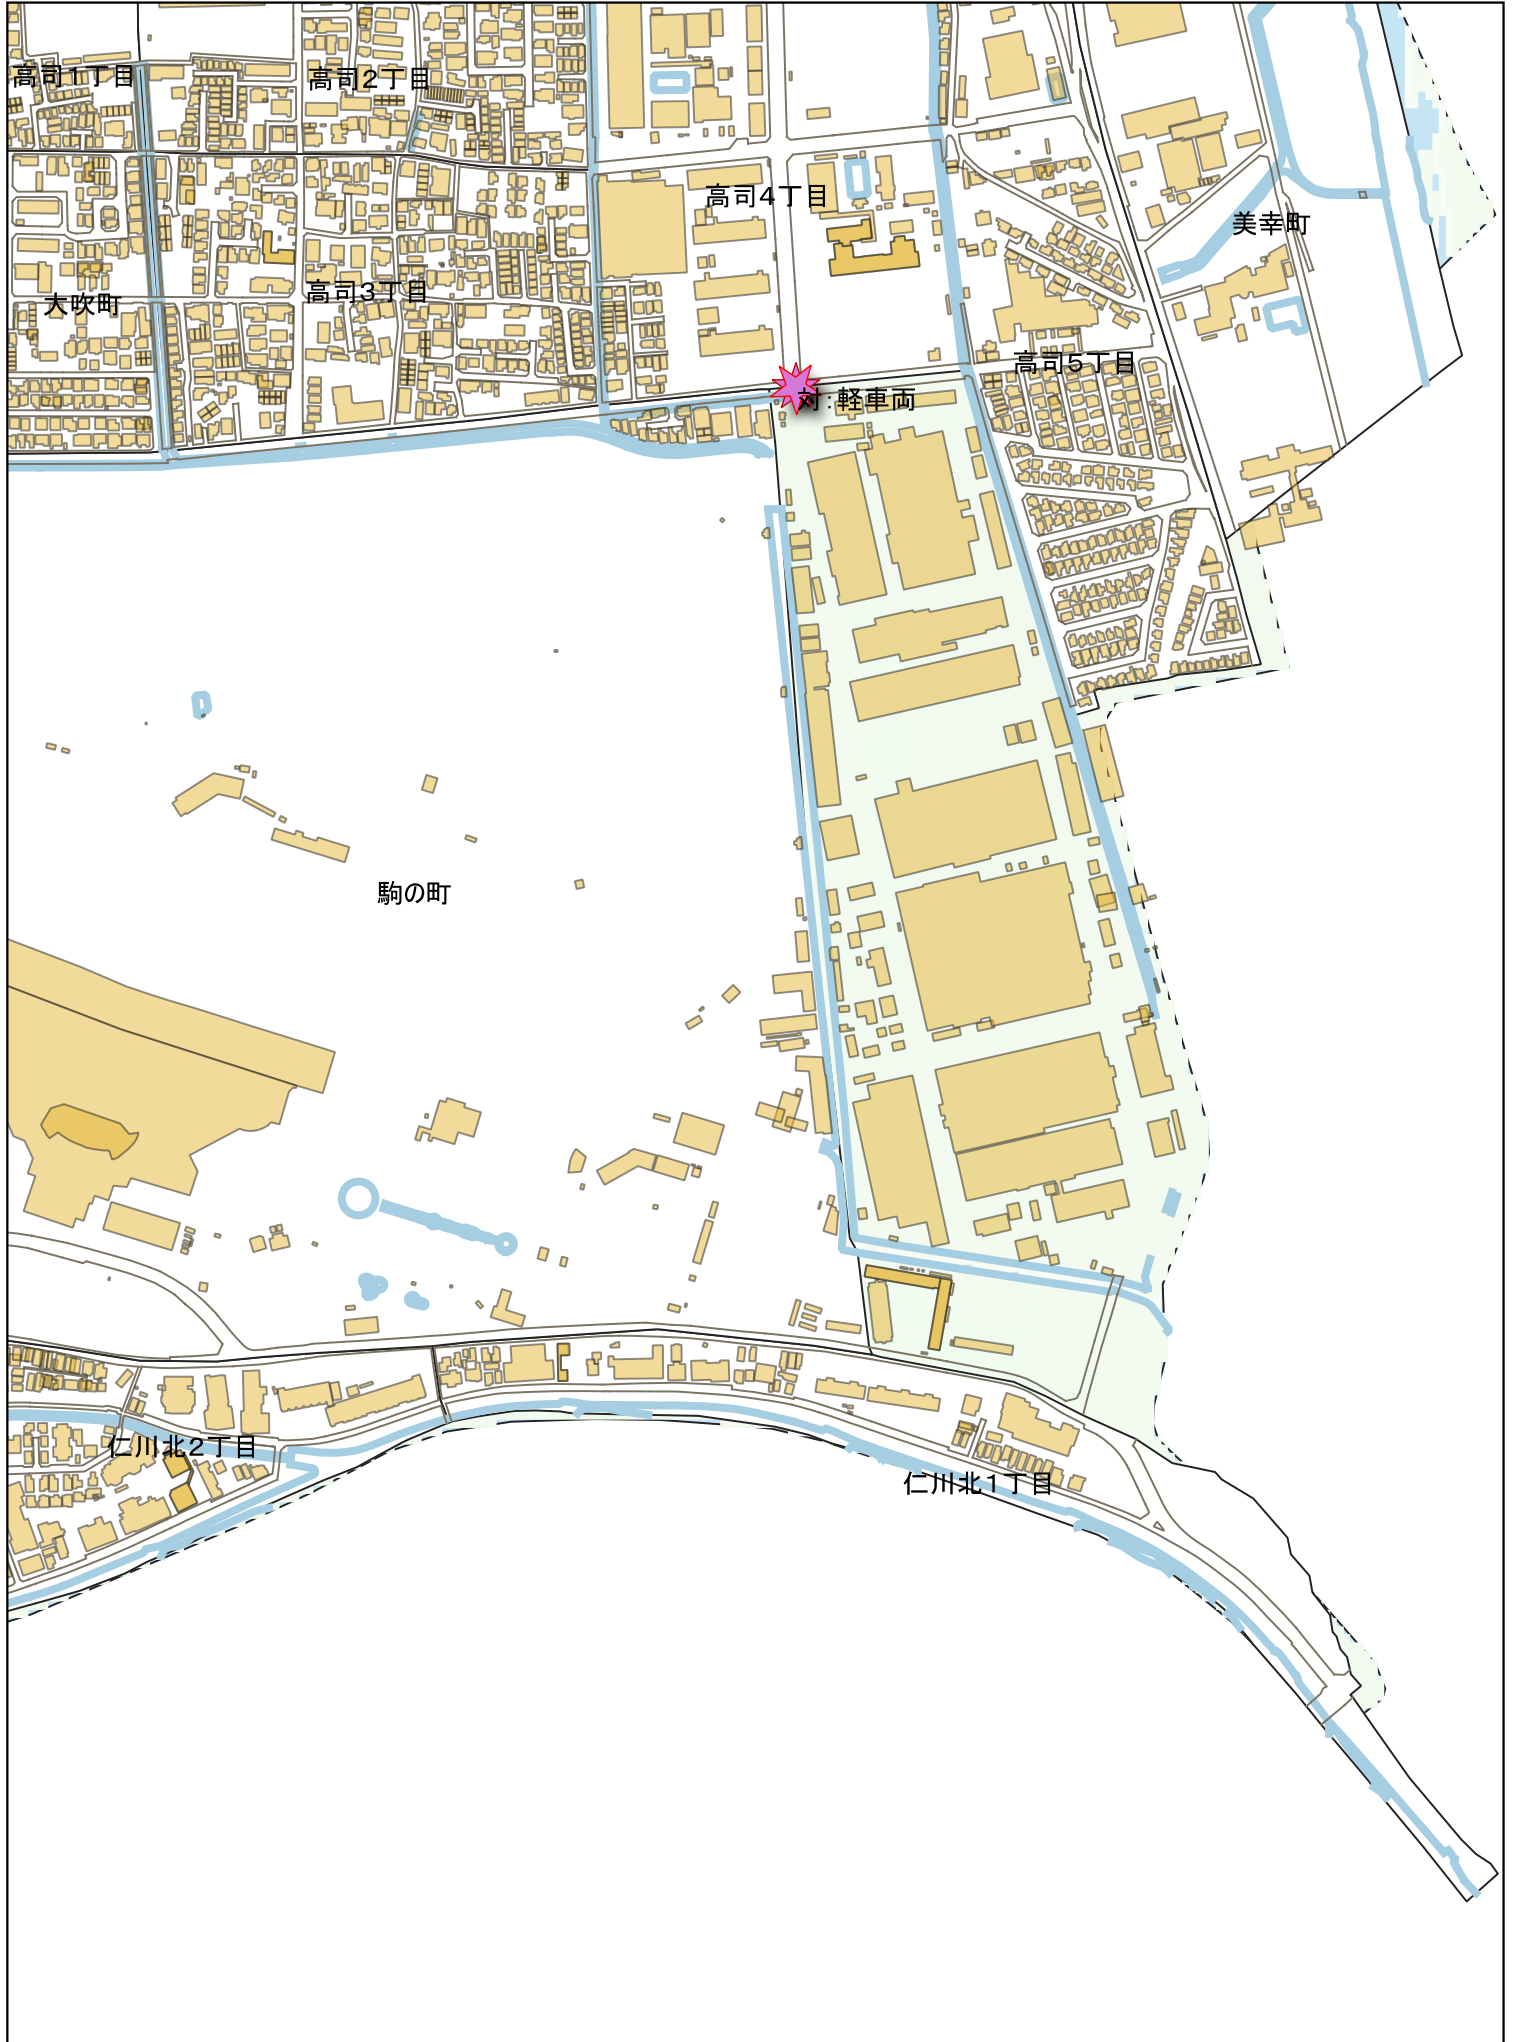 高司1丁目
高司2丁目
高司4丁目
美幸町
高司3丁目
大吹町
高司5丁目
対:軽車両
駒の町
仁川北2丁目
仁川北1丁目